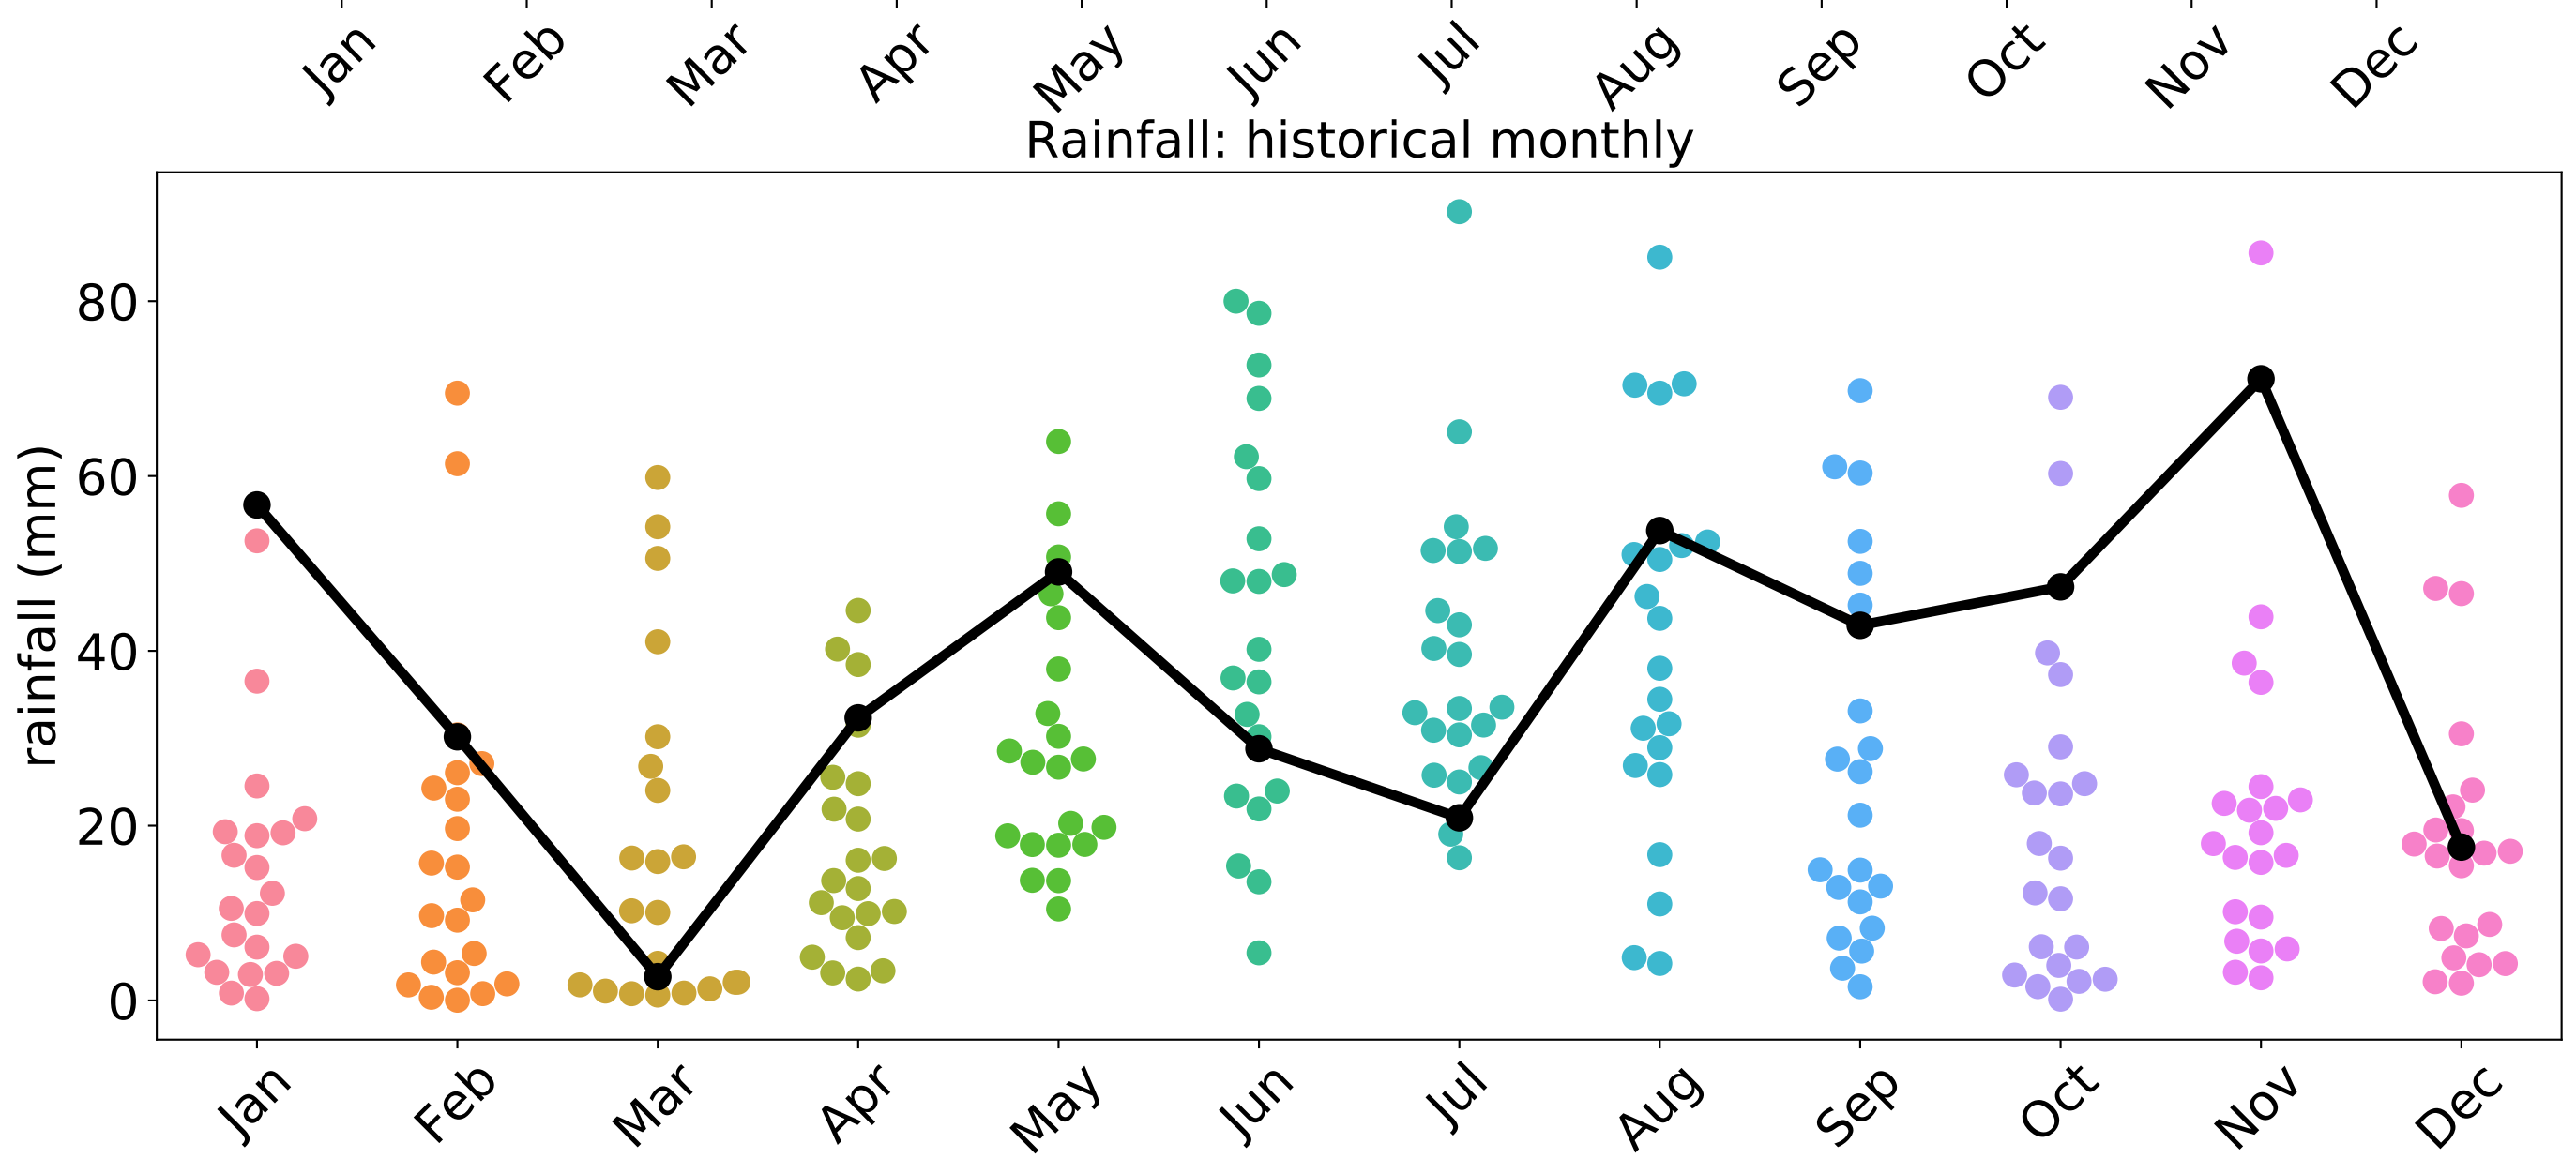 Jan Feb Mar Apr May Jun Jul Aug Sep Oct Nov Dec
Rainfall: historical monthly
80
60
40
20
0
rainfall (mm)
Jan Feb Mar Apr May Jun Jul Aug Sep Oct Nov Dec